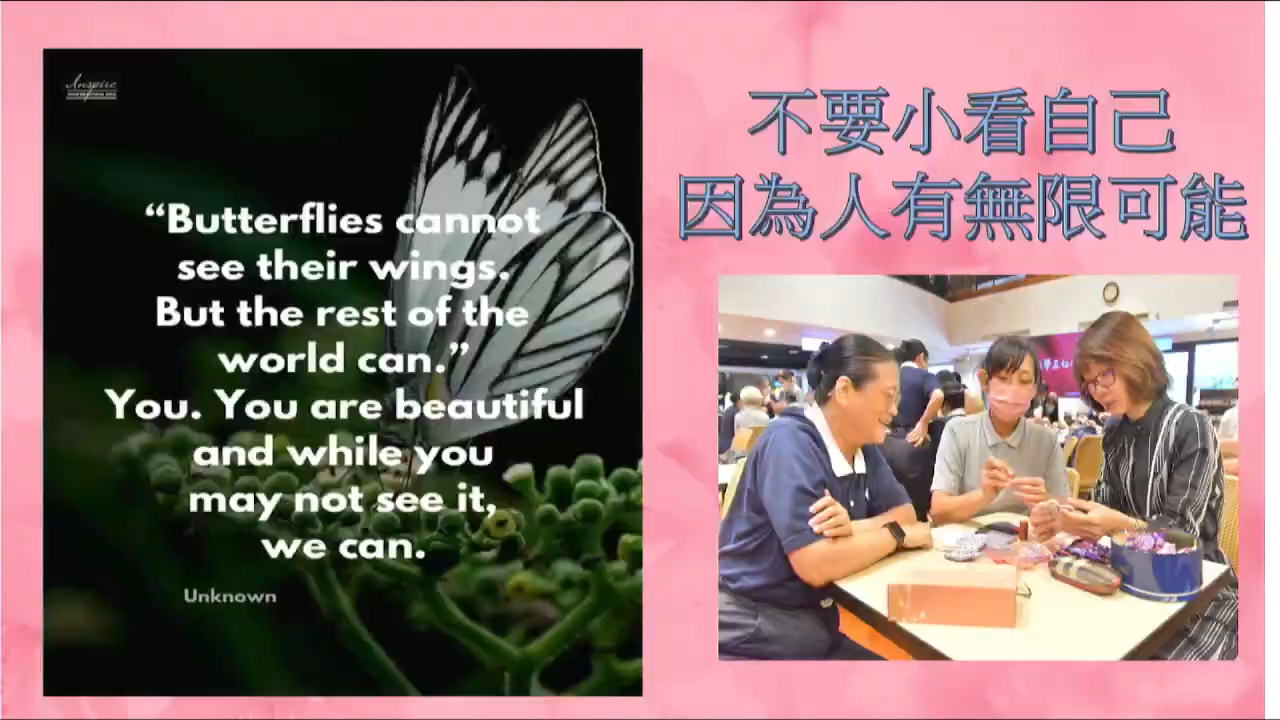 Inspire
“Butterflies cannot
see their wings.
But the rest of the
world can.”
You. You are beautiful
and while you
may not see it,
we can.
Unknown
不要小看自己
因為人有無限可能